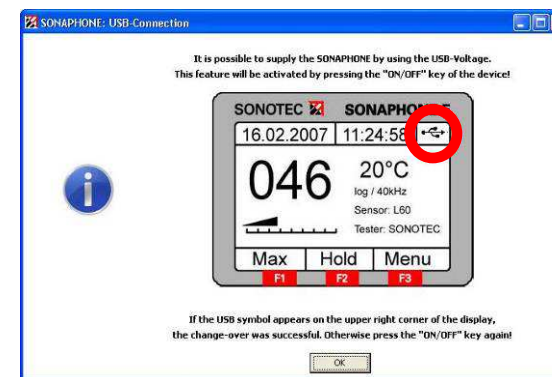 SONAPHONE: USB-Connection
It is possible to supply the SONAPHONE by using the USB-Voltage.
This feature will be activated by pressing the "ON/OFF" key of the device!
SONOTEC SONAPHONE
16.02.2007 11:24:58
046 20°C
log / 40kHz
Sensor: L60
Tester: SONOTEC
Max Hold Menu
F1 F2 F3
If the USB symbol appears on the upper right corner of the display,
the change-over was successful. Otherwise press the "ON/OFF" key again!
OK